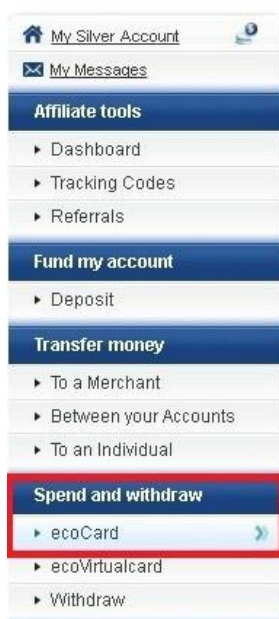 My Silver Account
My Messages
Affiliate tools
Dashboard
Tracking Codes
Referrals
Fund my account
Deposit
Transfer money
To a Merchant
Between your Accounts
To an Individual
Spend and withdraw
ecoCard
ecoVirtualcard
Withdraw